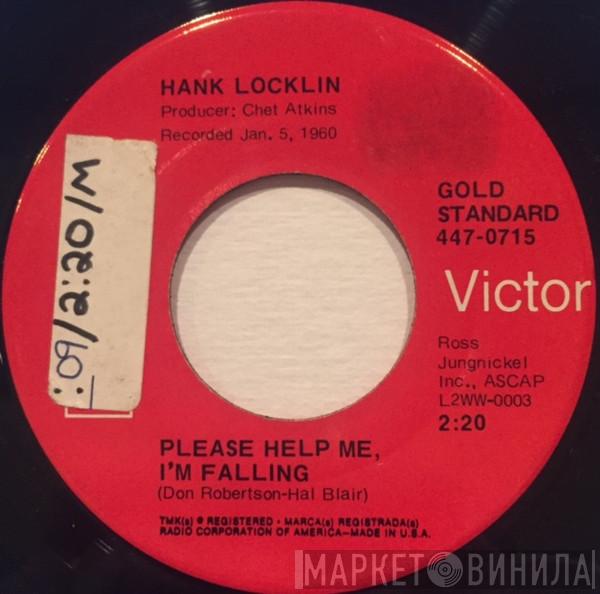 HANK LOCKLIN
Producer: Chet Atkins
Recorded Jan. 5, 1960
GOLD
STANDARD
447-0715
Victor
:09/2:20/M
Ross
Jungnickel
Inc., ASCAP
L2WW-0003
2:20
PLEASE HELP ME,
I'M FALLING
(Don Robertson-Hal Blair)
TMK(s) ® REGISTERED • MARCA(s) REGISTRADA(s)
RADIO CORPORATION OF AMERICA—MADE IN U.S.A.
МАРКЕТ ВИНИЛА